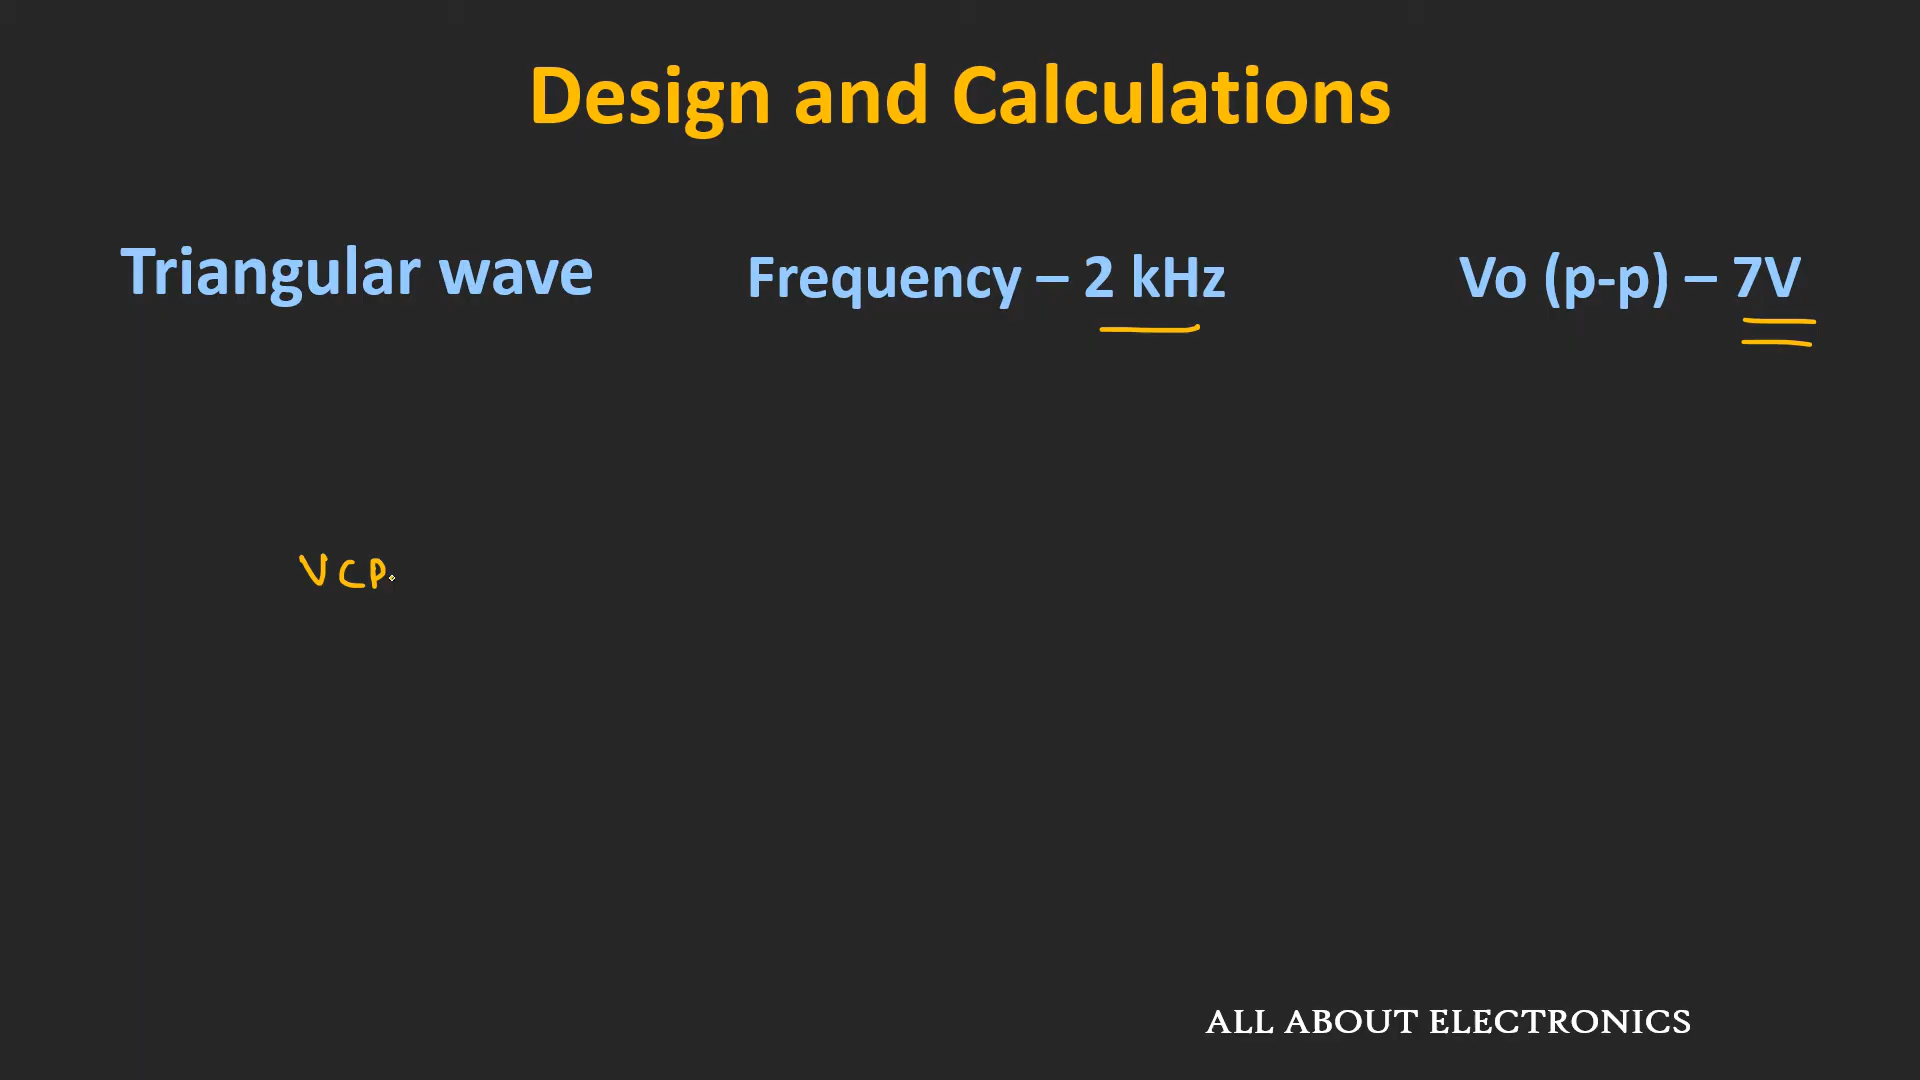 Design and Calculations
Triangular wave Frequency – 2 kHz Vo (p-p) – 7V
VCP
ALL ABOUT ELECTRONICS